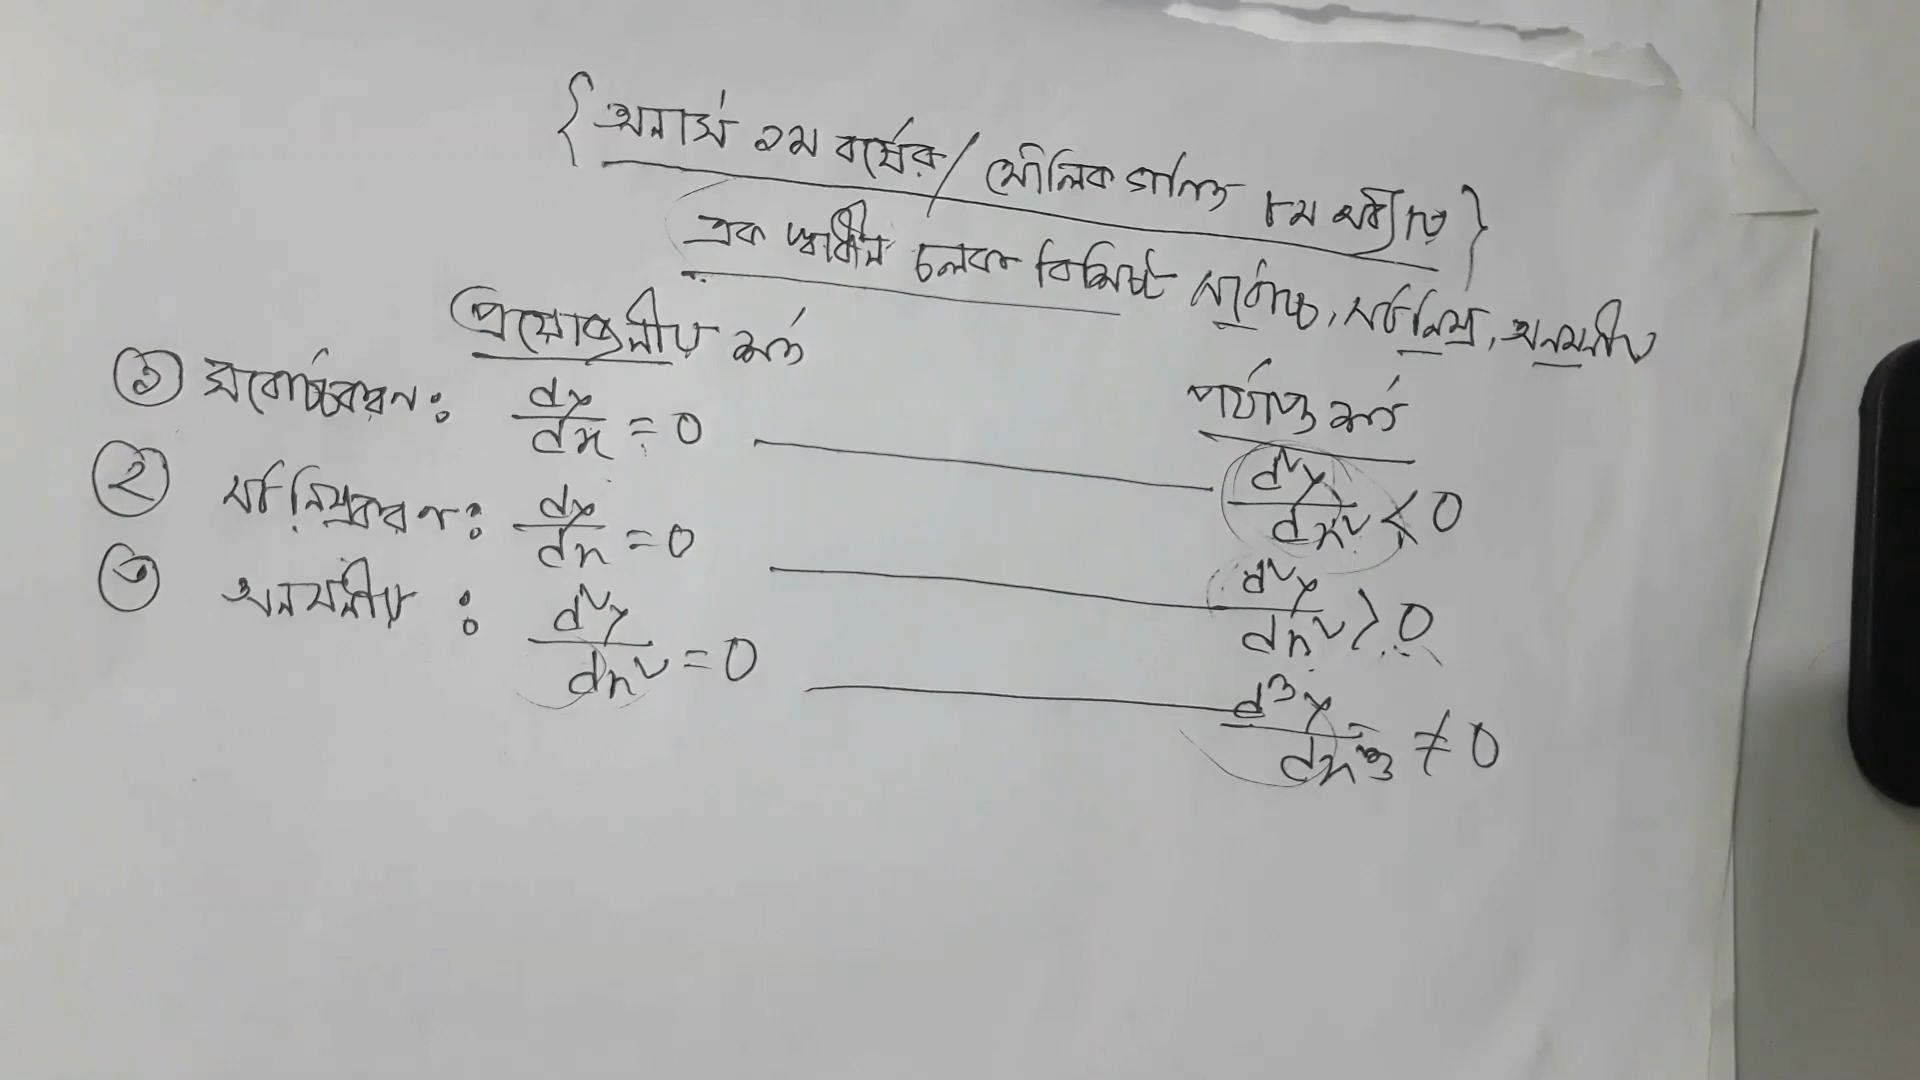 {অনার্স ১ম বর্ষের / মৌলিক গনিত ৮ম অধ্যায়}
এক স্বাধীন চলক বিশিষ্ট সর্বোচ্চ, সর্বনিম্ন, অনমনীয়
প্রয়োজনীয় শর্ত
পর্যাপ্ত শর্ত
① সর্বোচ্চকরণ: dy/dx = 0 d²y/dx² < 0
② সর্বনিম্নকরণ: dy/dx = 0 d²y/dx² > 0
③ অনমনীয় : d²y/dx² = 0 d³y/dx³ ≠ 0